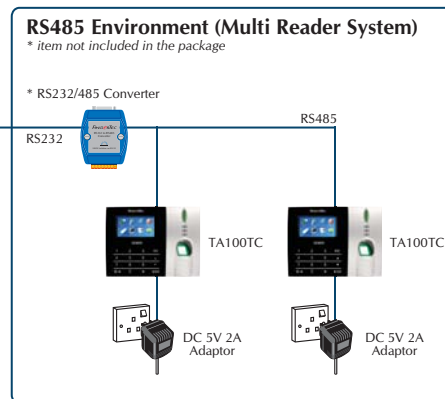 RS485 Environment (Multi Reader System)
* item not included in the package
* RS232/485 Converter
FingerTec
RS232
RS485
TA100TC
TA100TC
DC 5V 2A
Adaptor
DC 5V 2A
Adaptor